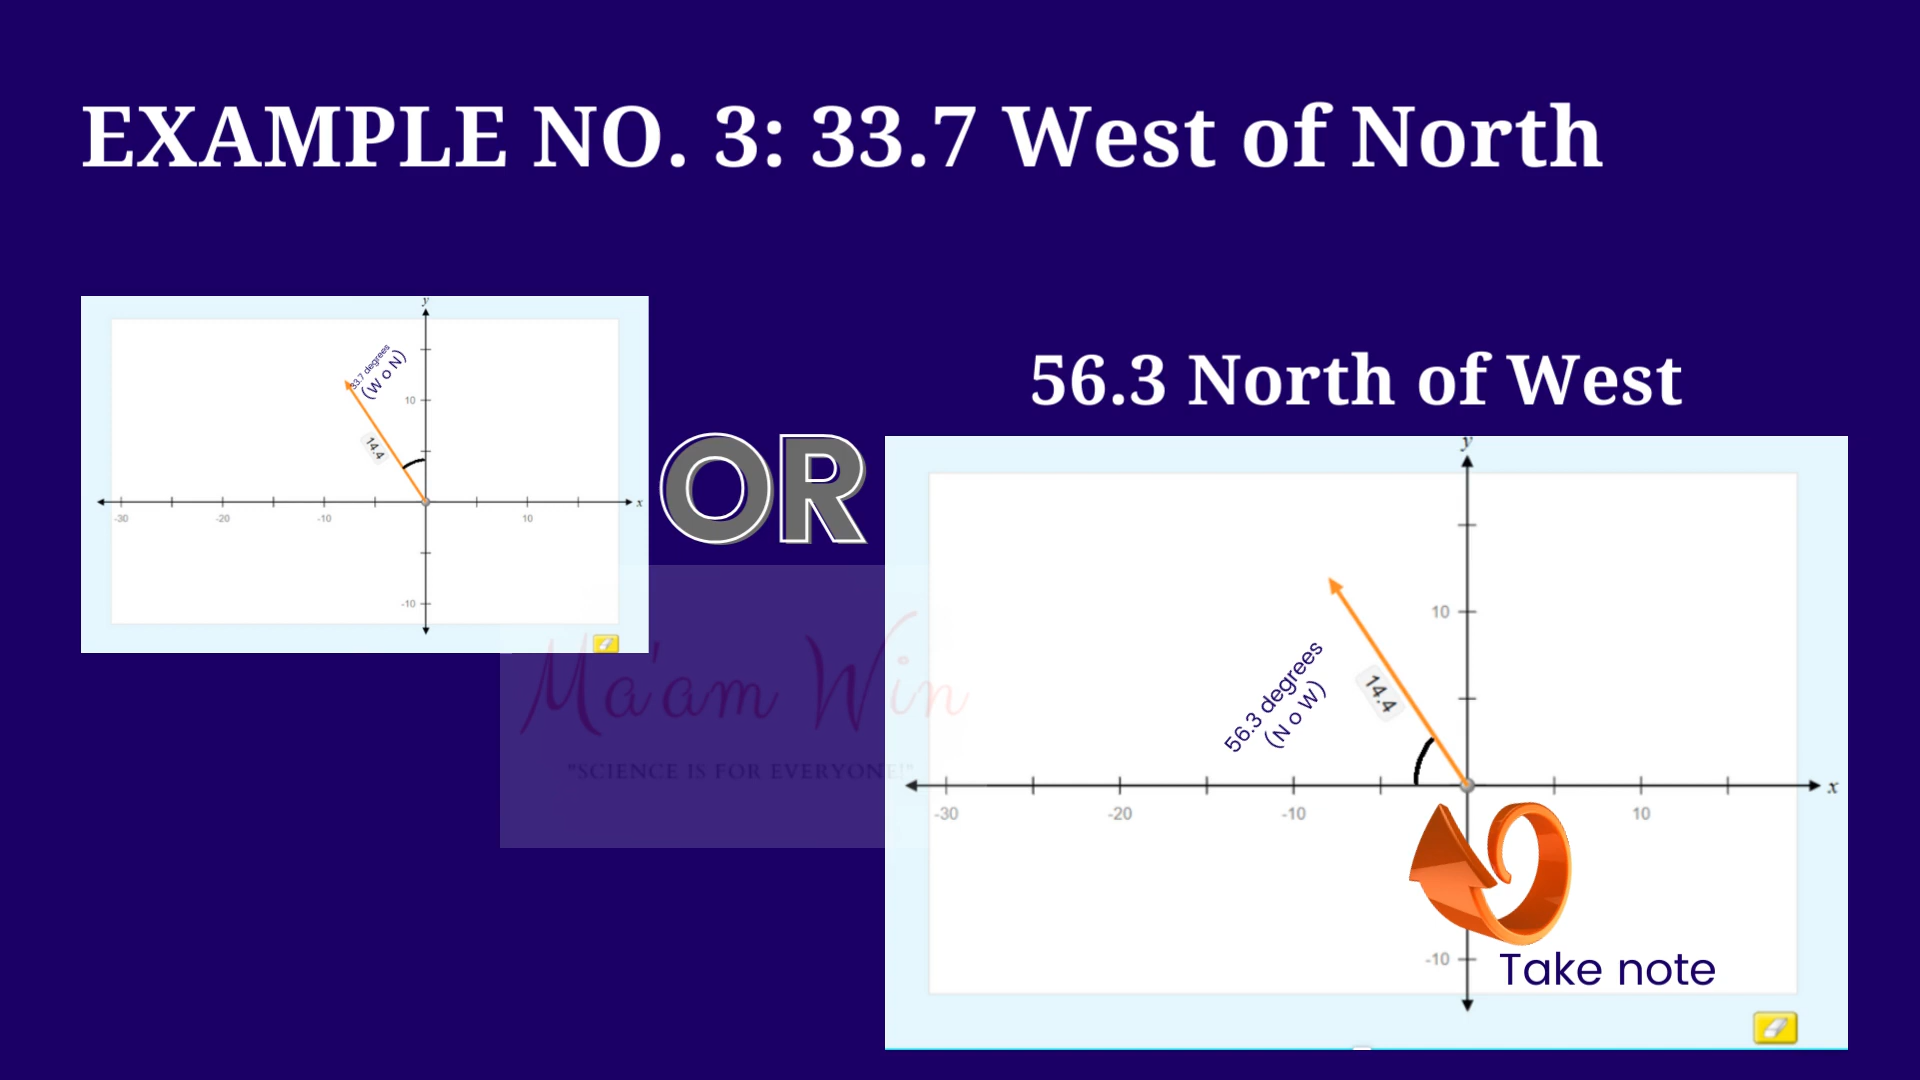 EXAMPLE NO. 3: 33.7 West of North
y
33.7 degrees
(W o N)
10
14.4
-30
-20
-10
10
x
-10
OR
56.3 North of West
y
10
56.3 degrees
(N o W)
14.4
-30
-20
-10
10
x
-10
Take note
Ma'am Win
"SCIENCE IS FOR EVERYONE!"